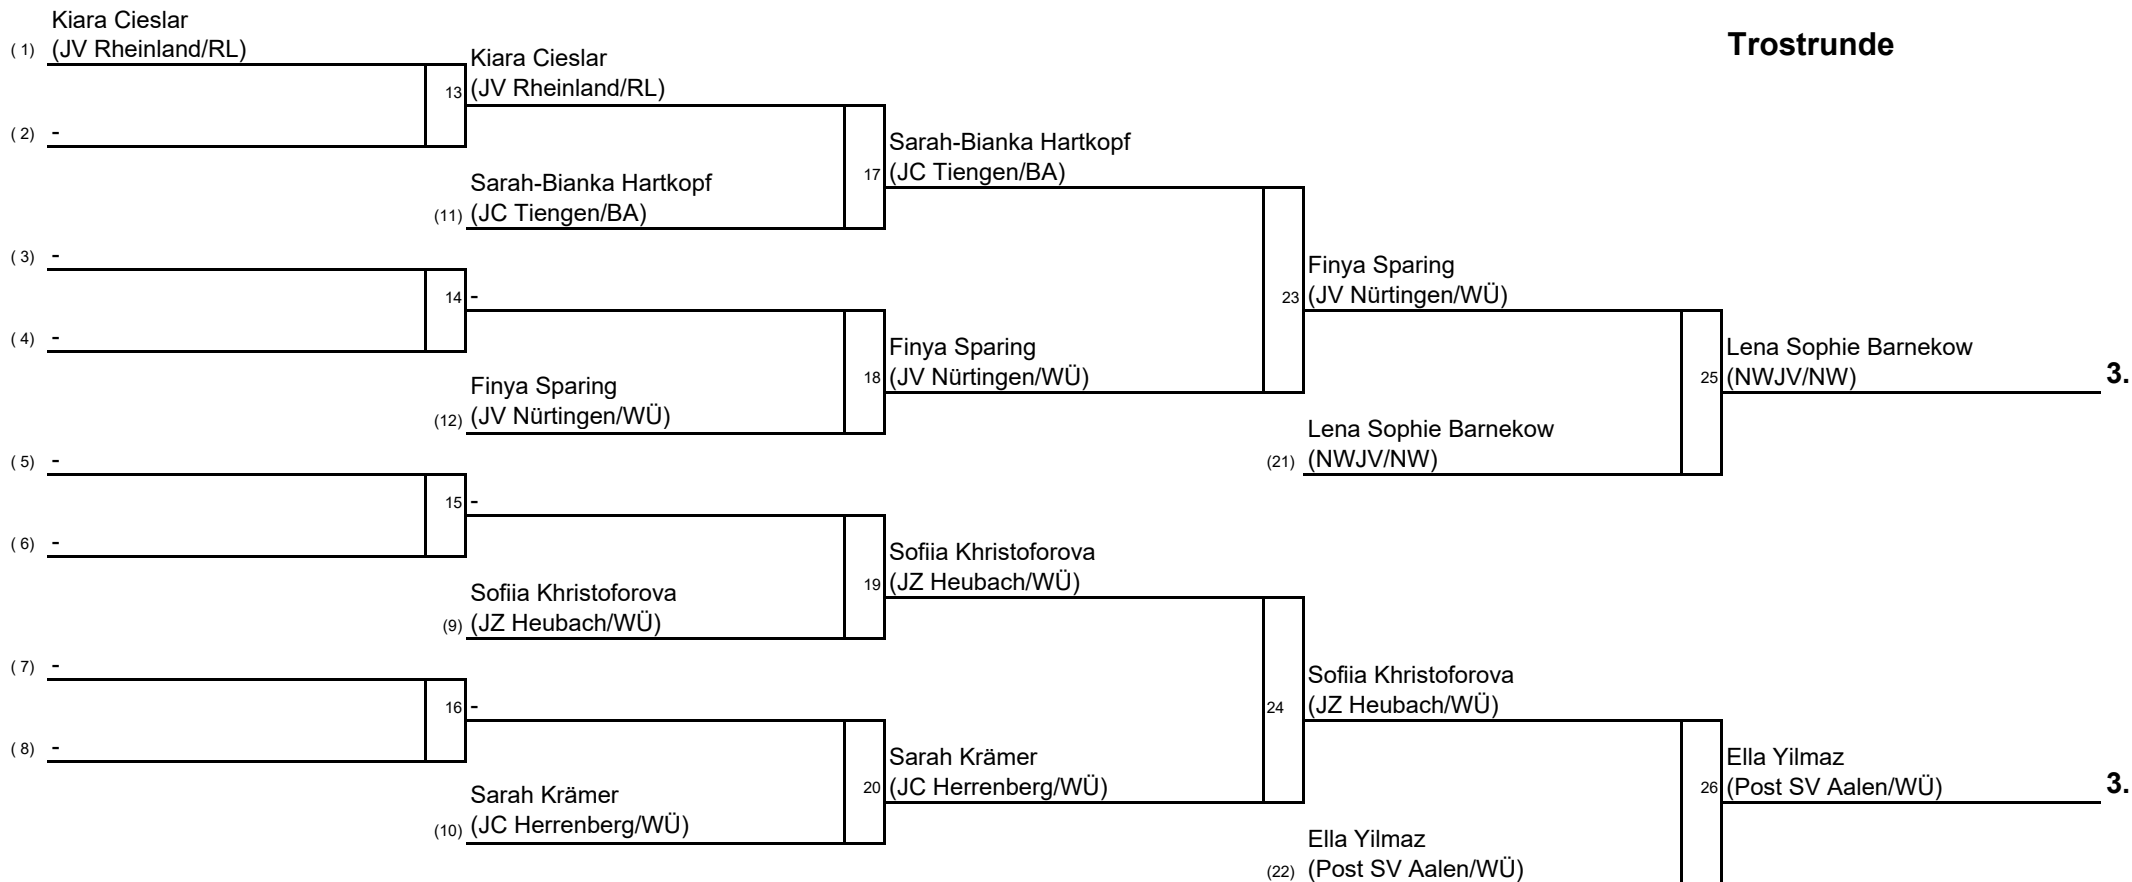 Trostrunde
Kiara Cieslar
( 1) (JV Rheinland/RL)
( 2) -
13 Kiara Cieslar
(JV Rheinland/RL)
Sarah-Bianka Hartkopf
(11) (JC Tiengen/BA)
17 Sarah-Bianka Hartkopf
(JC Tiengen/BA)
( 3) -
( 4) -
14 -
Finya Sparing
(12) (JV Nürtingen/WÜ)
18 Finya Sparing
(JV Nürtingen/WÜ)
23 Finya Sparing
(JV Nürtingen/WÜ)
Lena Sophie Barnekow
(21) (NWJV/NW)
25 Lena Sophie Barnekow
(NWJV/NW)
3.
( 5) -
( 6) -
15 -
Sofiia Khristoforova
(9) (JZ Heubach/WÜ)
19 Sofiia Khristoforova
(JZ Heubach/WÜ)
( 7) -
( 8) -
16 -
Sarah Krämer
(10) (JC Herrenberg/WÜ)
20 Sarah Krämer
(JC Herrenberg/WÜ)
24 Sofiia Khristoforova
(JZ Heubach/WÜ)
Ella Yilmaz
(22) (Post SV Aalen/WÜ)
26 Ella Yilmaz
(Post SV Aalen/WÜ)
3.